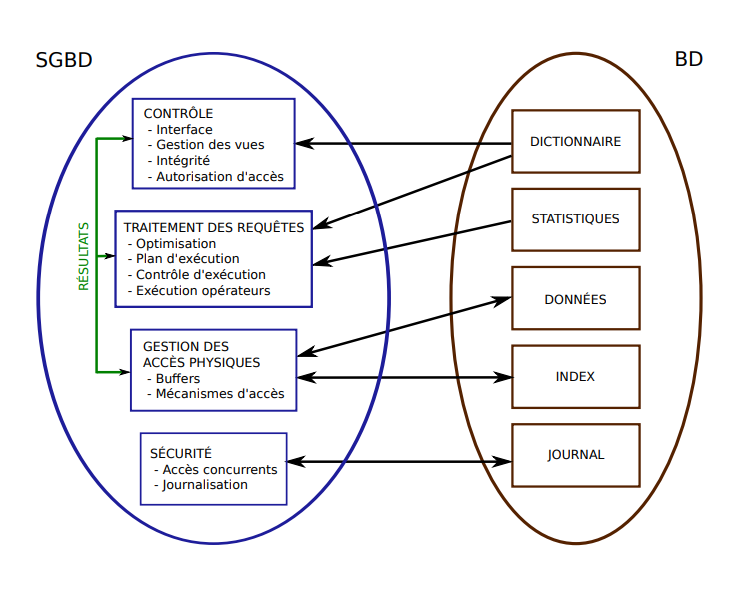 SGBD
BD
CONTRÔLE
- Interface
- Gestion des vues
- Intégrité
- Autorisation d'accès
TRAITEMENT DES REQUÊTES
- Optimisation
- Plan d'exécution
- Contrôle d'exécution
- Exécution opérateurs
GESTION DES
ACCÈS PHYSIQUES
- Buffers
- Mécanismes d'accès
SÉCURITÉ
- Accès concurrents
- Journalisation
RÉSULTATS
DICTIONNAIRE
STATISTIQUES
DONNÉES
INDEX
JOURNAL